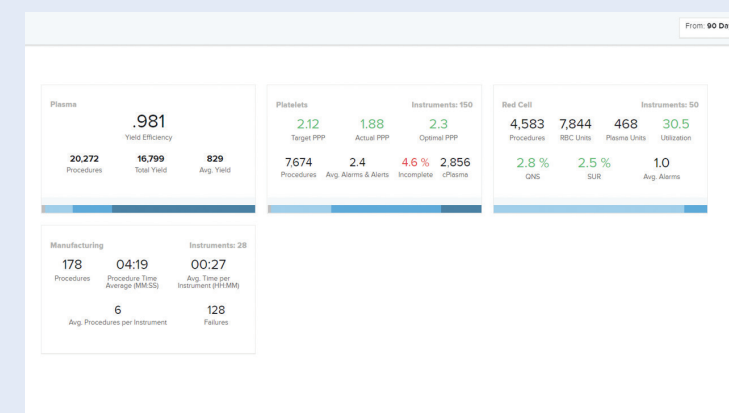 From: 90 Da
Plasma
.981
Yield Efficiency
20,272 16,799 829
Procedures Total Yield Avg. Yield
Platelets Instruments: 150
2.12 1.88 2.3
Target PPP Actual PPP Optimal PPP
7,674 2.4 4.6 % 2,856
Procedures Avg. Alarms & Alerts Incomplete cPlasma
Red Cell Instruments: 50
4,583 7,844 468 30.5
Procedures RBC Units Plasma Units Utilization
2.8 % 2.5 % 1.0
QNS SUR Avg. Alarms
Manufacturing Instruments: 28
178 04:19 00:27
Procedures Procedure Time Avg. Time per
Average (MM:SS) Instrument (HH:MM)
6 128
Avg. Procedures per Instrument Failures